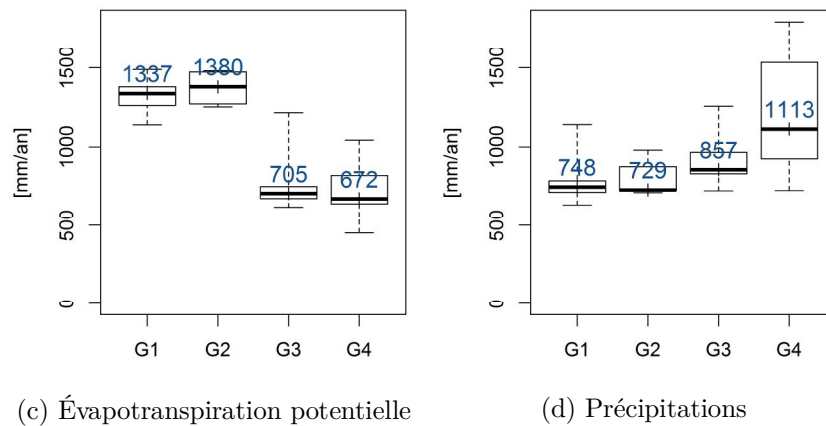 [mm/an]
1500
1000
500
0
1337
1380
705
672
G1 G2 G3 G4
(c) Évapotranspiration potentielle
[mm/an]
1500
1000
500
0
748
729
857
1113
G1 G2 G3 G4
(d) Précipitations